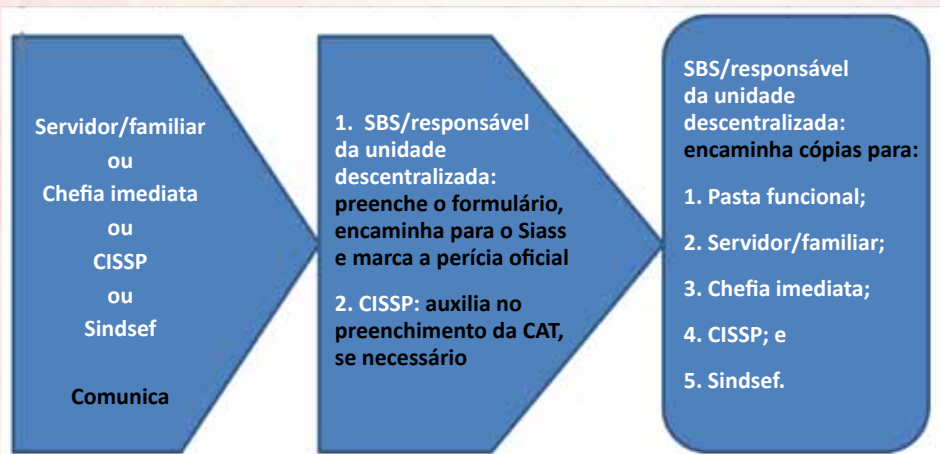 Servidor/familiar
ou
Chefia imediata
ou
CISSP
ou
Sindsef
Comunica
1. SBS/responsável
da unidade
descentralizada:
preenche o formulário,
encaminha para o Siass
e marca a perícia oficial
2. CISSP: auxilia no
preenchimento da CAT,
se necessário
SBS/responsável
da unidade
descentralizada:
encaminha cópias para:
1. Pasta funcional;
2. Servidor/familiar;
3. Chefia imediata;
4. CISSP; e
5. Sindsef.